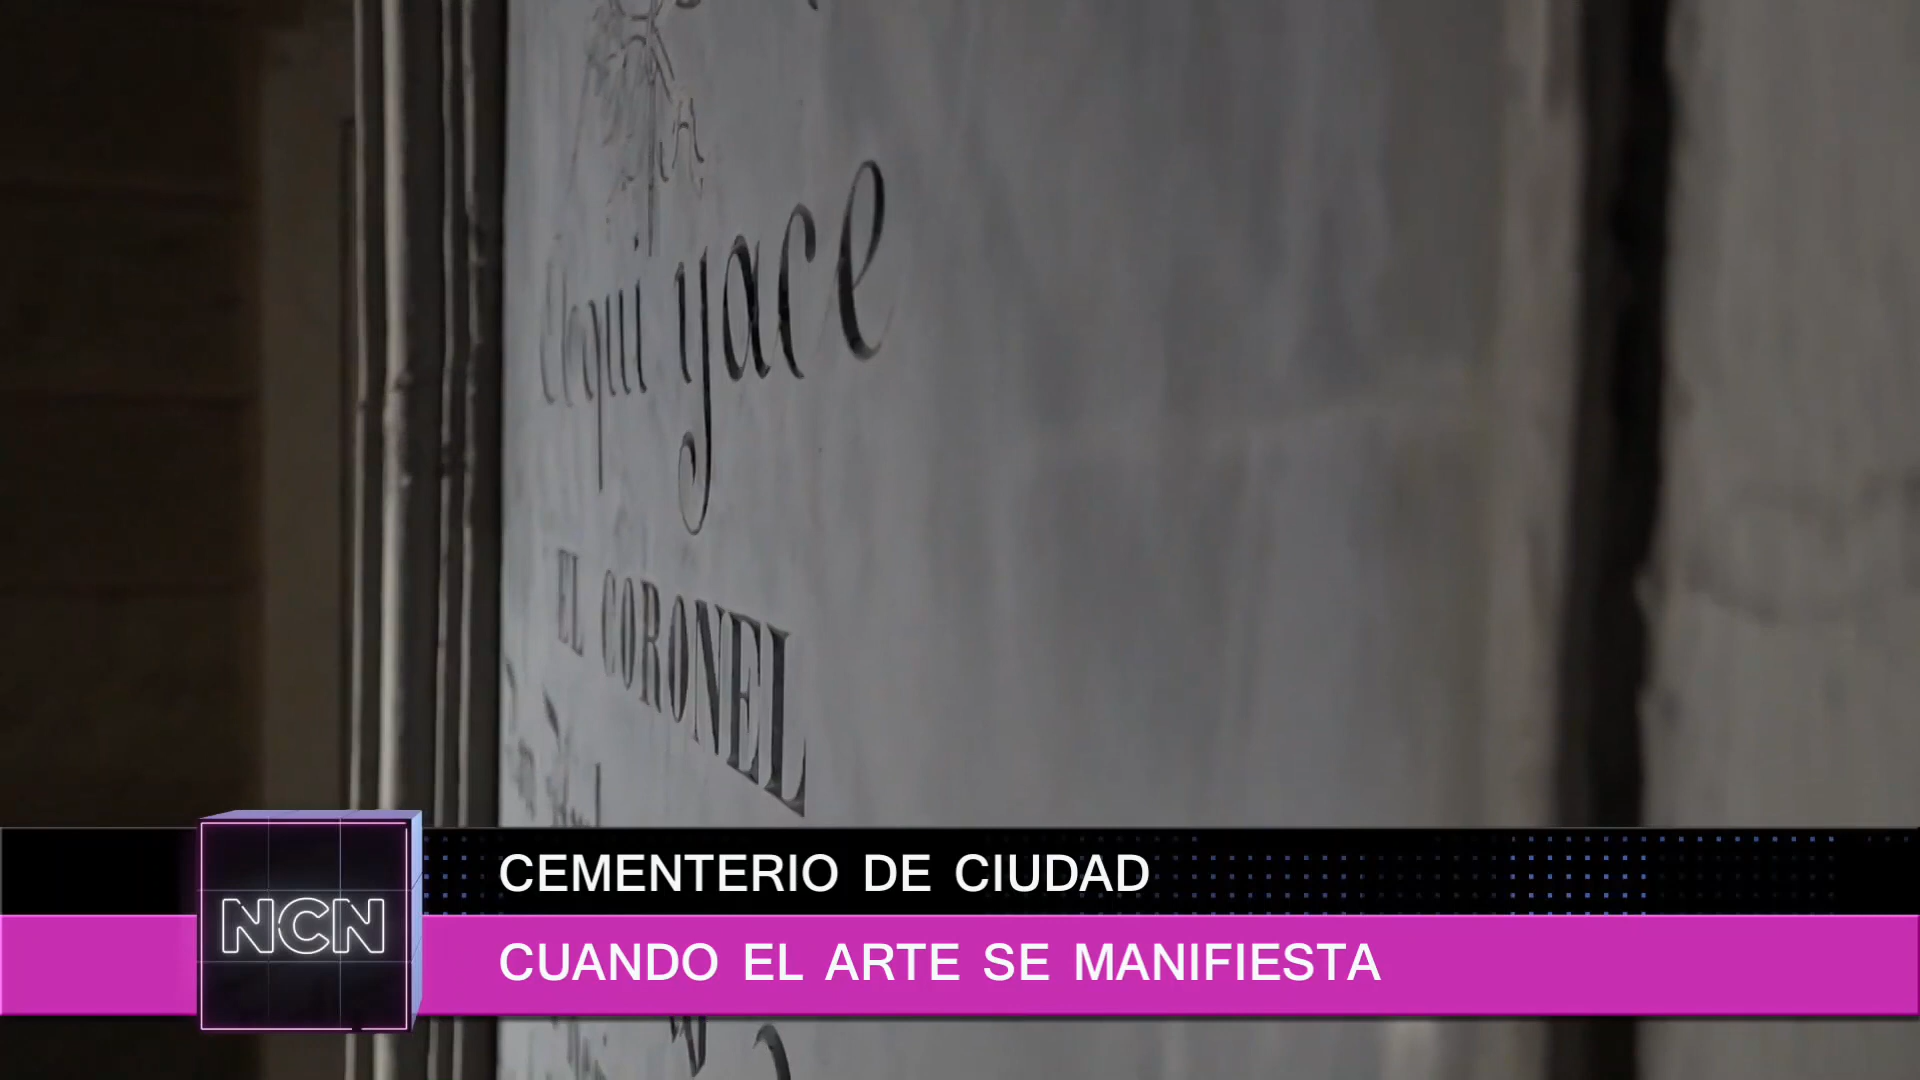 Aqui yace
EL CORONEL
CEMENTERIO DE CIUDAD
NCN
CUANDO EL ARTE SE MANIFIESTA